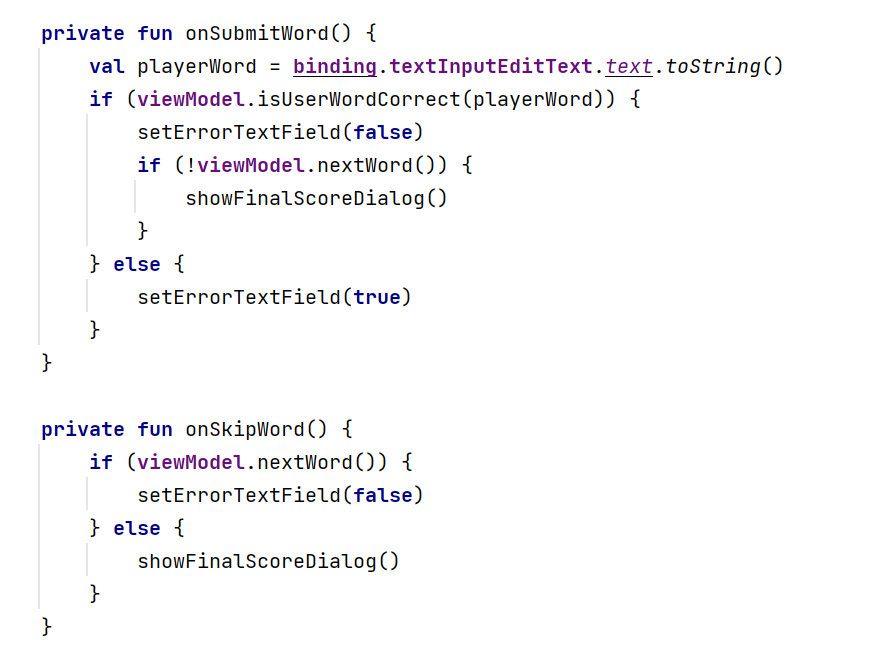 private fun onSubmitWord() {
    val playerWord = binding.textInputEditText.text.toString()
    if (viewModel.isUserWordCorrect(playerWord)) {
        setErrorTextField(false)
        if (!viewModel.nextWord()) {
            showFinalScoreDialog()
        }
    } else {
        setErrorTextField(true)
    }
}

private fun onSkipWord() {
    if (viewModel.nextWord()) {
        setErrorTextField(false)
    } else {
        showFinalScoreDialog()
    }
}